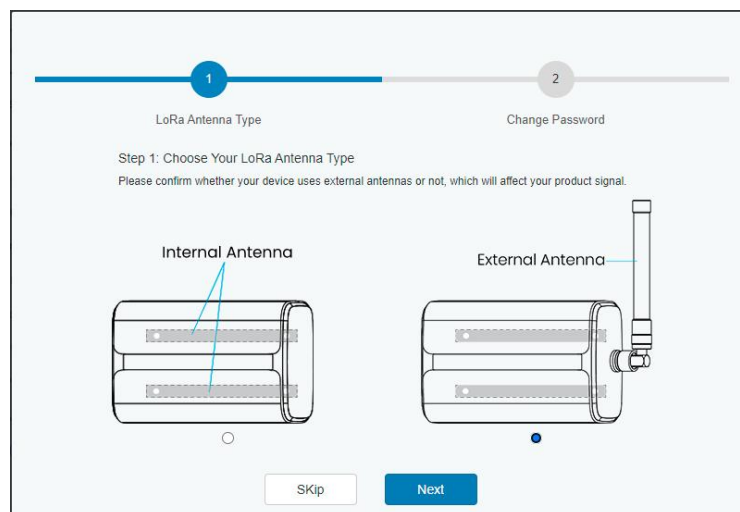 1
2
LoRa Antenna Type
Change Password
Step 1: Choose Your LoRa Antenna Type
Please confirm whether your device uses external antennas or not, which will affect your product signal.
Internal Antenna
External Antenna
SKip
Next